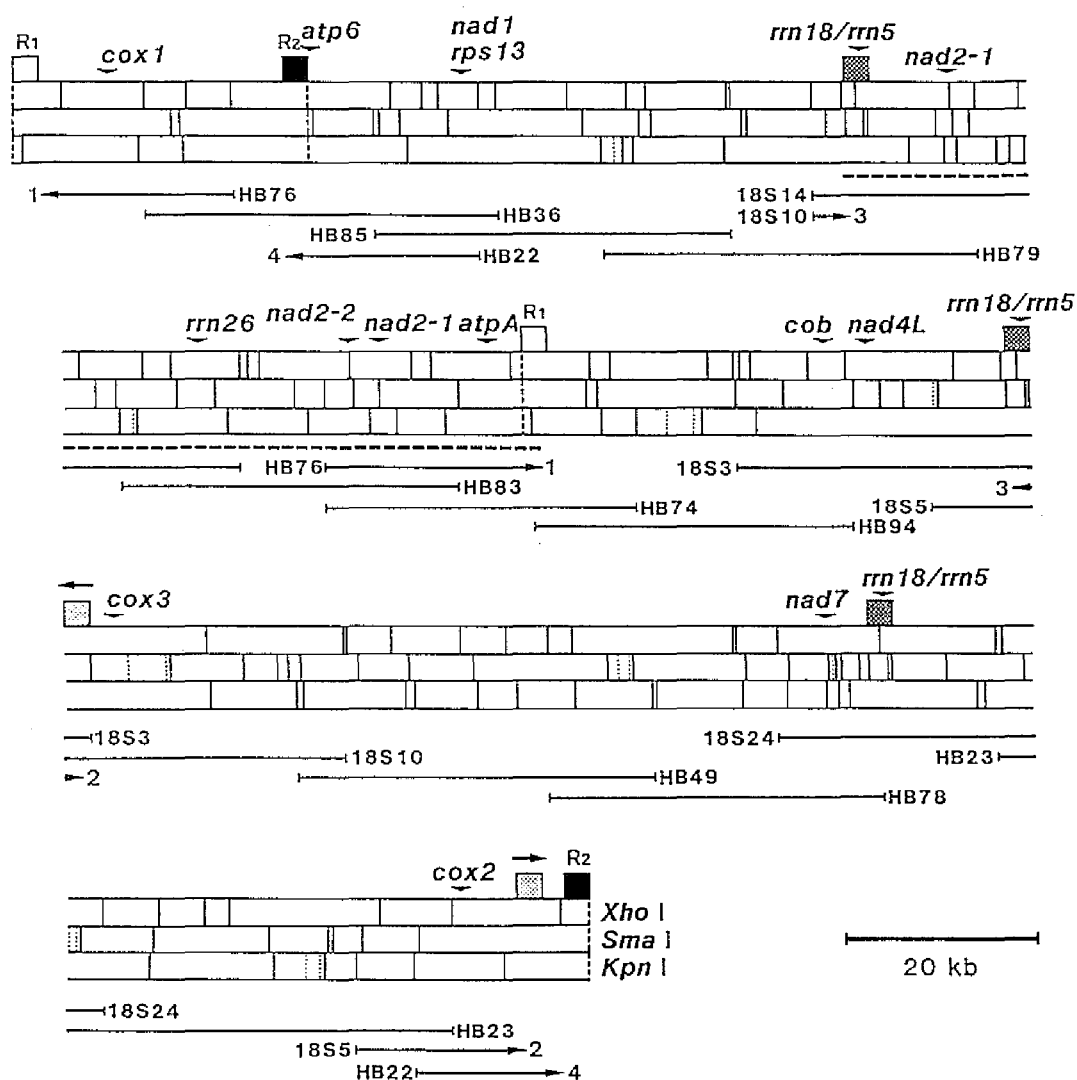 R1 cox1 R2 atp6 nad1 rrn18/rrn5 nad2-1
rps13
1 HB76 18S14
HB36 18S10 3
HB85
4 HB22 HB79
rrn26 nad2-2 nad2-1 atpA R1 cob nad4L rrn18/rrn5
HB76 1 18S3
HB83 3
HB74 18S5
HB94
cox3 nad7 rrn18/rrn5
18S3 18S24
18S10 HB23
2 HB49
HB78
cox2 R2
Xho I
Sma I
Kpn I
20 kb
18S24
HB23
18S5 2
HB22 4